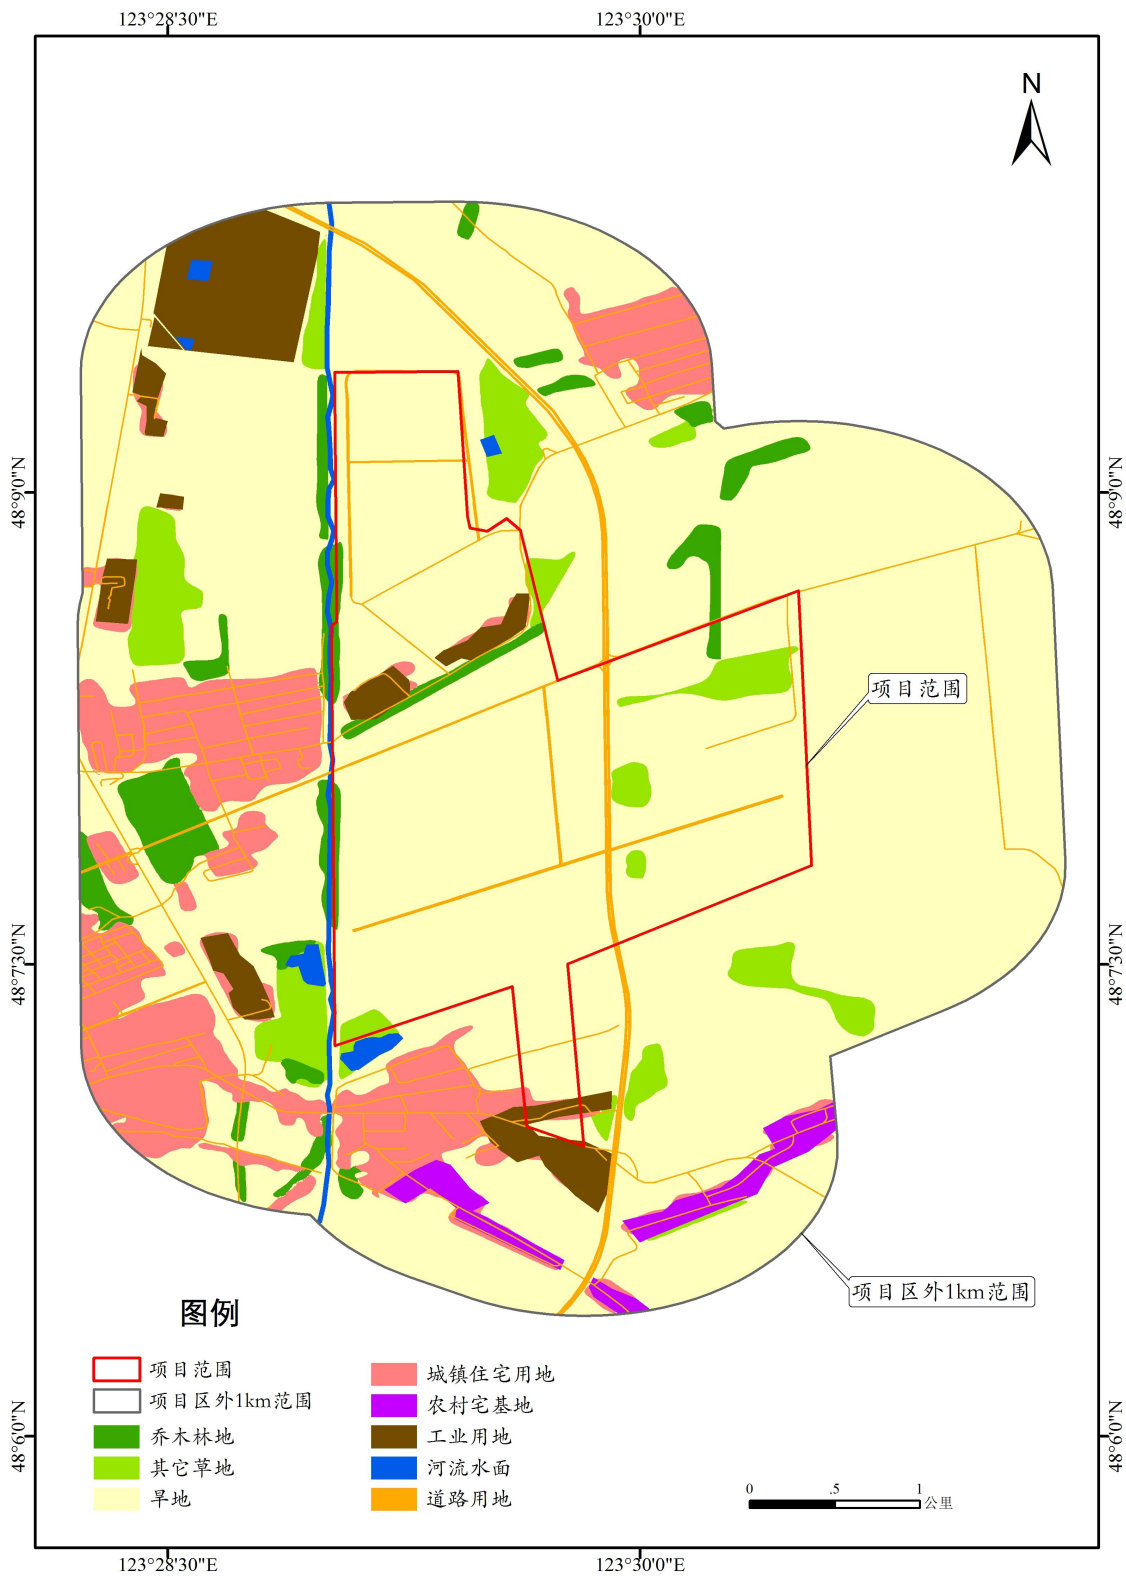 123°28'30"E
123°30'0"E
N
48°9'0"N
48°9'0"N
项目范围
48°7'30"N
48°7'30"N
项目区外1km范围
图例
项目范围
项目区外1km范围
乔木林地
其它草地
旱地
城镇住宅用地
农村宅基地
工业用地
河流水面
道路用地
48°6'0"N
48°6'0"N
0 .5 1
公里
123°28'30"E
123°30'0"E